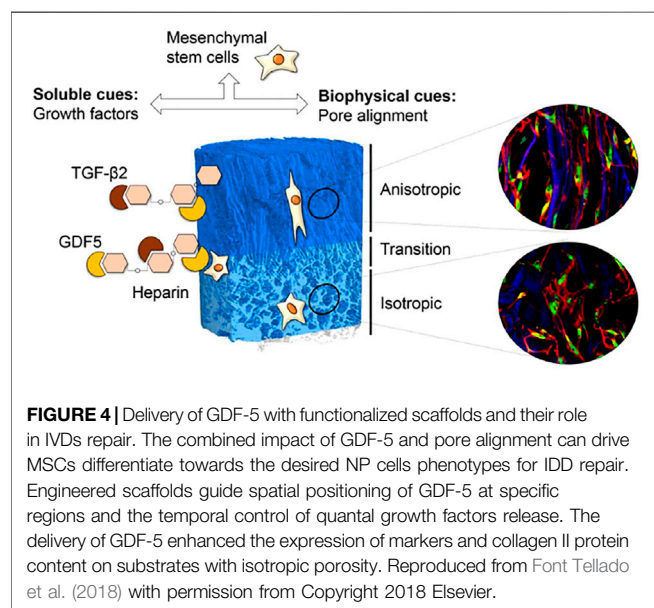 Mesenchymal
stem cells
Soluble cues:
Growth factors
Biophysical cues:
Pore alignment
TGF-β2
GDF5
Heparin
Anisotropic
Transition
Isotropic
FIGURE 4 | Delivery of GDF-5 with functionalized scaffolds and their role
in IVDs repair. The combined impact of GDF-5 and pore alignment can drive
MSCs differentiate towards the desired NP cells phenotypes for IDD repair.
Engineered scaffolds guide spatial positioning of GDF-5 at specific
regions and the temporal control of quantal growth factors release. The
delivery of GDF-5 enhanced the expression of markers and collagen II protein
content on substrates with isotropic porosity. Reproduced from Font Tellado
et al. (2018) with permission from Copyright 2018 Elsevier.